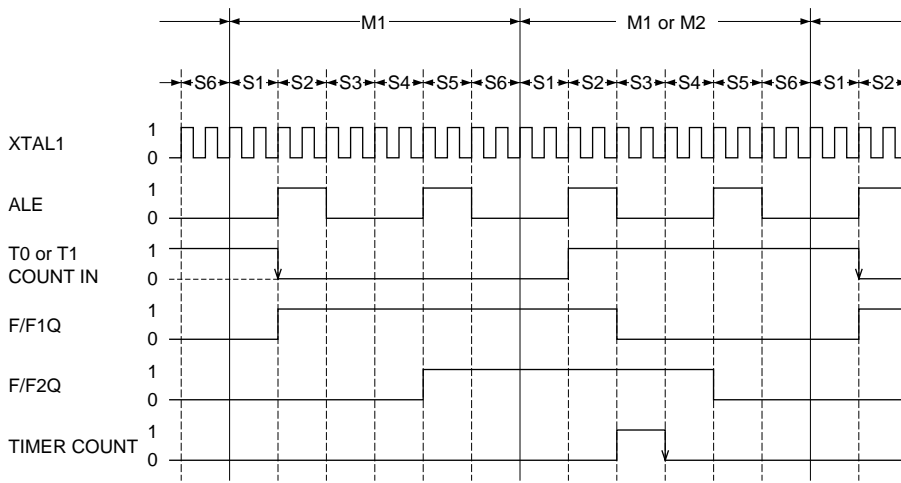 M1 M1 or M2
S6 S1 S2 S3 S4 S5 S6 S1 S2 S3 S4 S5 S6 S1 S2
XTAL1 1
0
ALE 1
0
T0 or T1 1
COUNT IN 0
F/F1Q 1
0
F/F2Q 1
0
TIMER COUNT 1
0